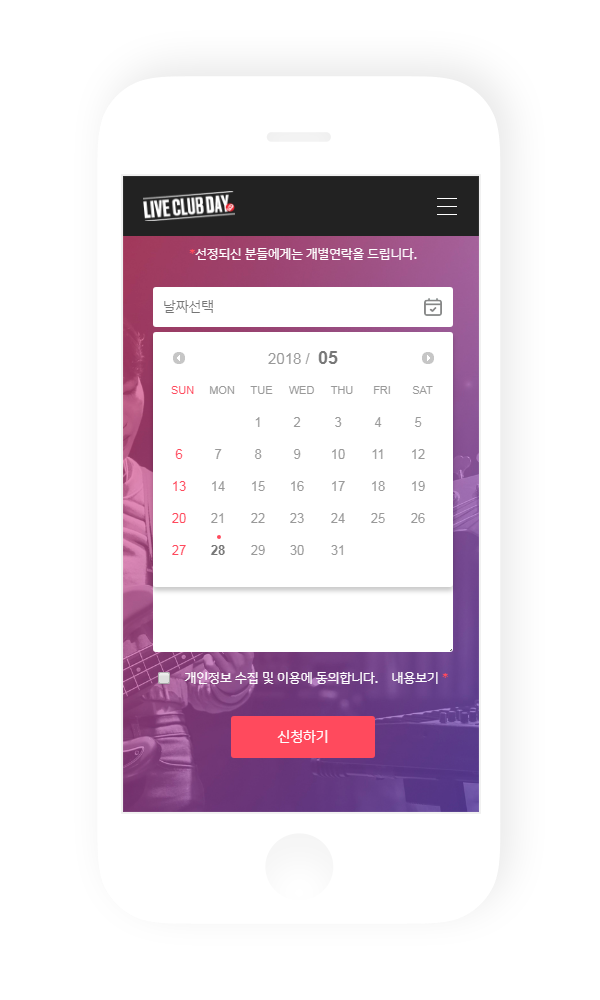 LIVE CLUB DAY
*선정되신 분들에게는 개별연락을 드립니다.
날짜선택
2018 / 05
SUN MON TUE WED THU FRI SAT
1 2 3 4 5
6 7 8 9 10 11 12
13 14 15 16 17 18 19
20 21 22 23 24 25 26
27 28 29 30 31
개인정보 수집 및 이용에 동의합니다. 내용보기 *
신청하기